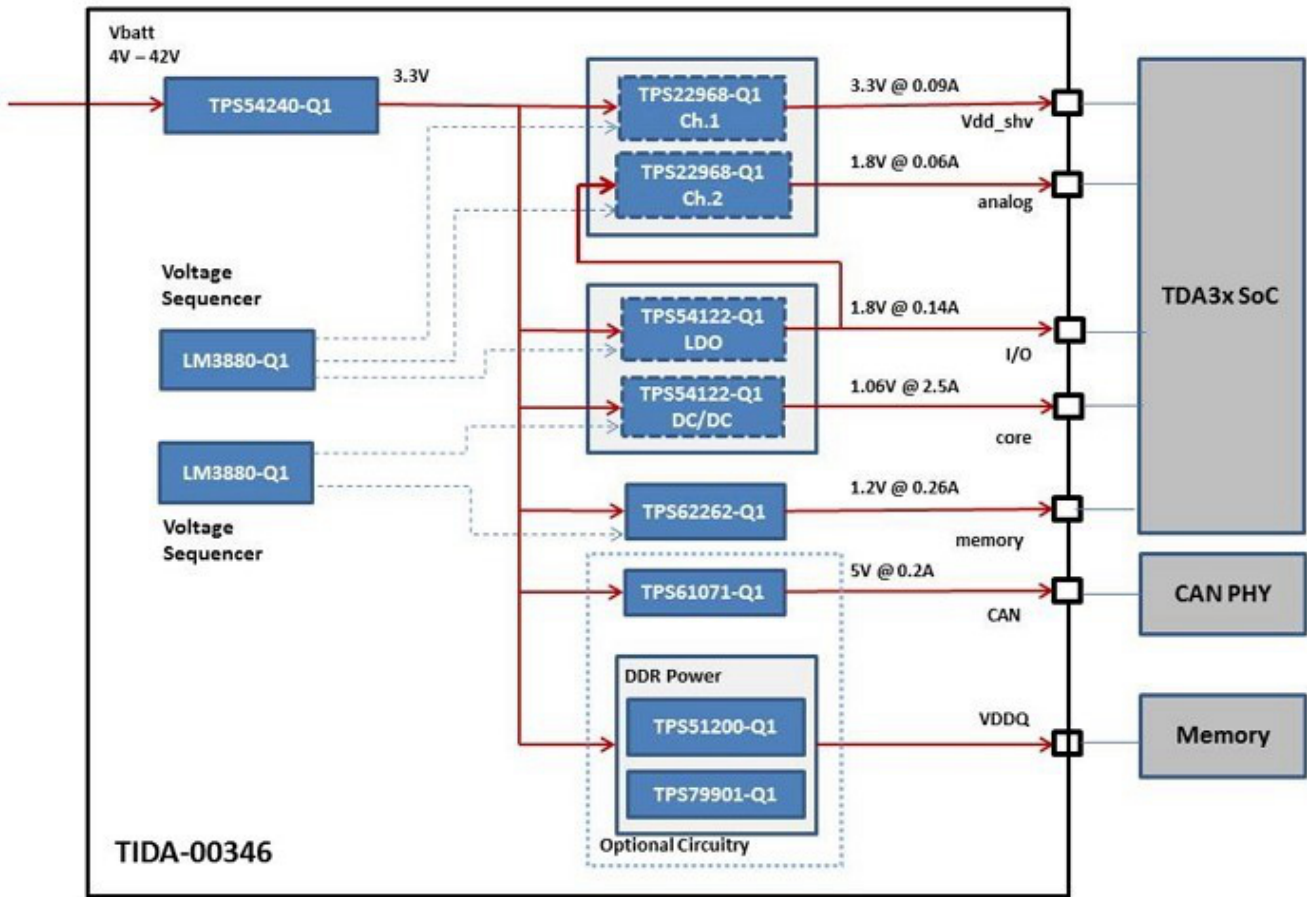 Vbatt
4V – 42V
TPS54240-Q1
3.3V
TPS22968-Q1
Ch.1
3.3V @ 0.09A
Vdd_shv
TPS22968-Q1
Ch.2
1.8V @ 0.06A
analog
Voltage
Sequencer
LM3880-Q1
TPS54122-Q1
LDO
1.8V @ 0.14A
I/O
TPS54122-Q1
DC/DC
1.06V @ 2.5A
core
TDA3x SoC
LM3880-Q1
Voltage
Sequencer
TPS62262-Q1
1.2V @ 0.26A
memory
TPS61071-Q1
5V @ 0.2A
CAN
CAN PHY
DDR Power
TPS51200-Q1
TPS79901-Q1
VDDQ
Memory
Optional Circuitry
TIDA-00346